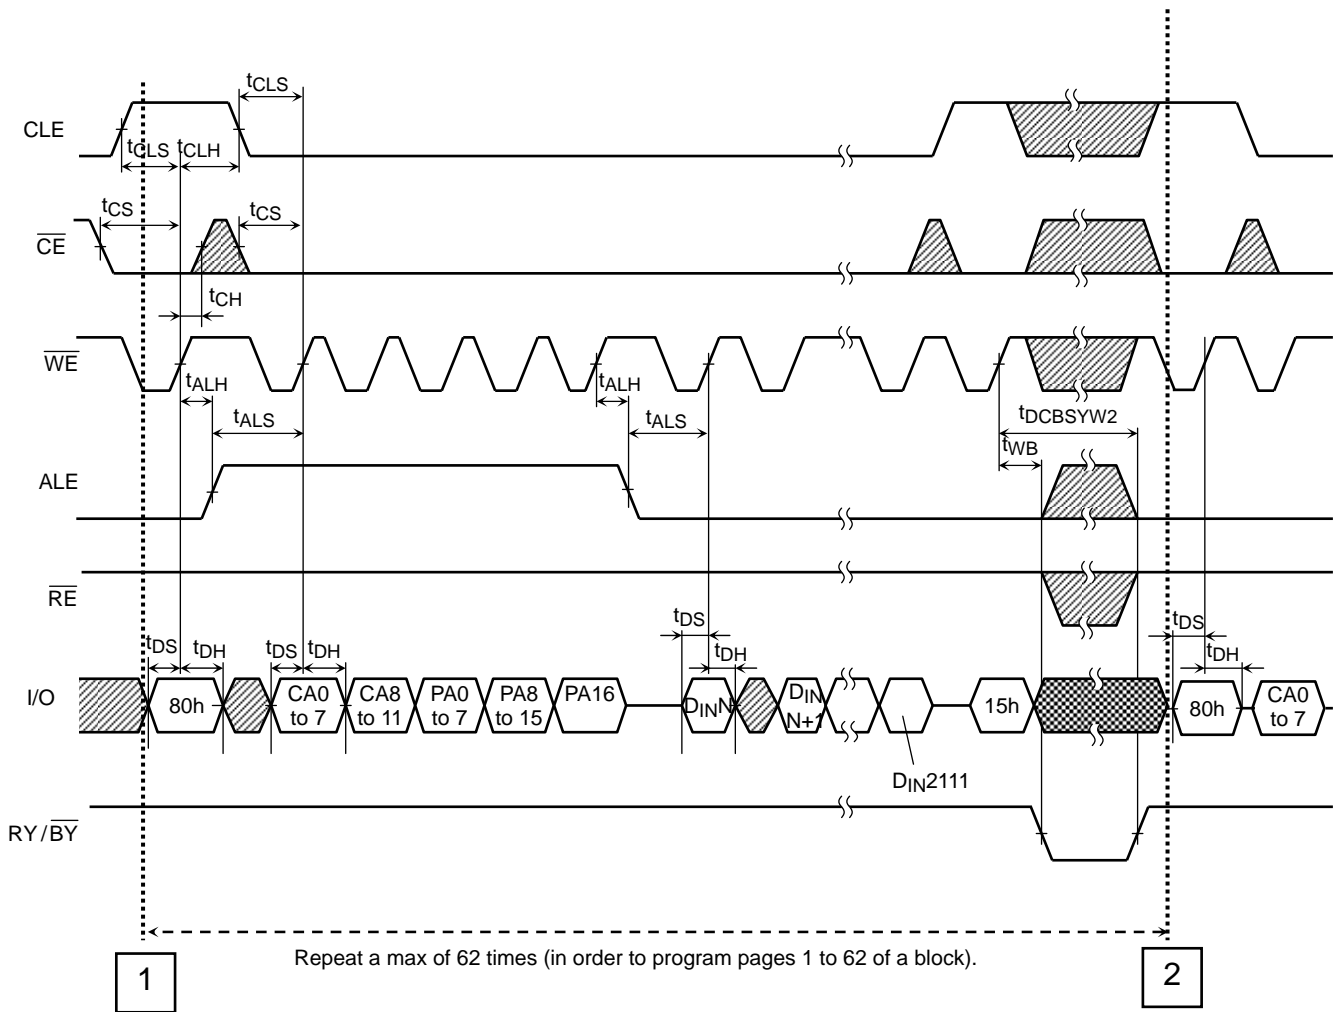 tCLS
CLE
tCLS tCLH
tCS tCS
CE
tCH
WE
tALH tALH
tALS tALS
tDCBSYW2
tWB
ALE
RE
tDS tDH tDS tDH tDS tDH tDS tDH
I/O
80h
CA0 to 7
CA8 to 11
PA0 to 7
PA8 to 15
PA16
DINN
DIN N+1
15h
80h
CA0 to 7
DIN2111
RY/BY
Repeat a max of 62 times (in order to program pages 1 to 62 of a block).
1
2